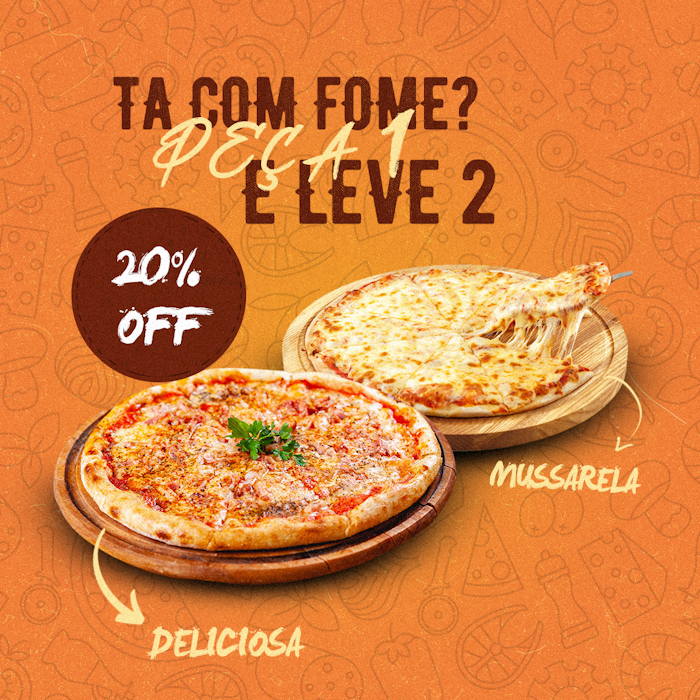 TA COM FOME?
PEÇA 1
E LEVE 2
20%
OFF
MUSSARELA
DELICIOSA